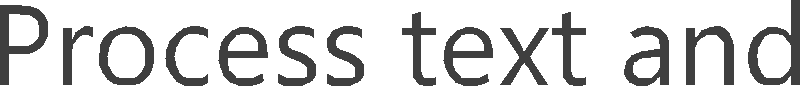 Process text and